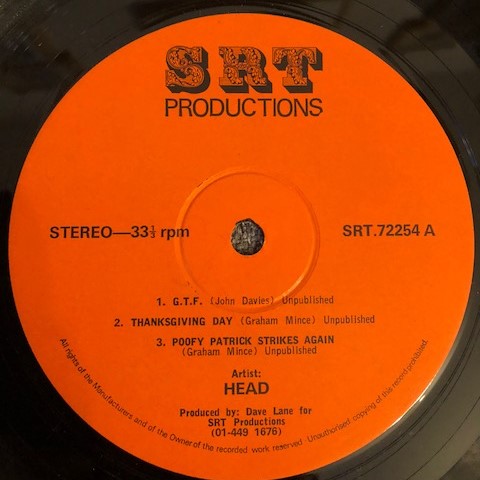 SRT
PRODUCTIONS
STEREO—33⅓ rpm
SRT.72254 A
1. G.T.F. (John Davies) Unpublished
2. THANKSGIVING DAY (Graham Mince) Unpublished
3. POOFY PATRICK STRIKES AGAIN
(Graham Mince) Unpublished
Artist:
HEAD
Produced by: Dave Lane for
SRT Productions
(01-449 1676)
All rights of the Manufacturers and of the Owner of the recorded work reserved Unauthorised copying of this record prohibited.